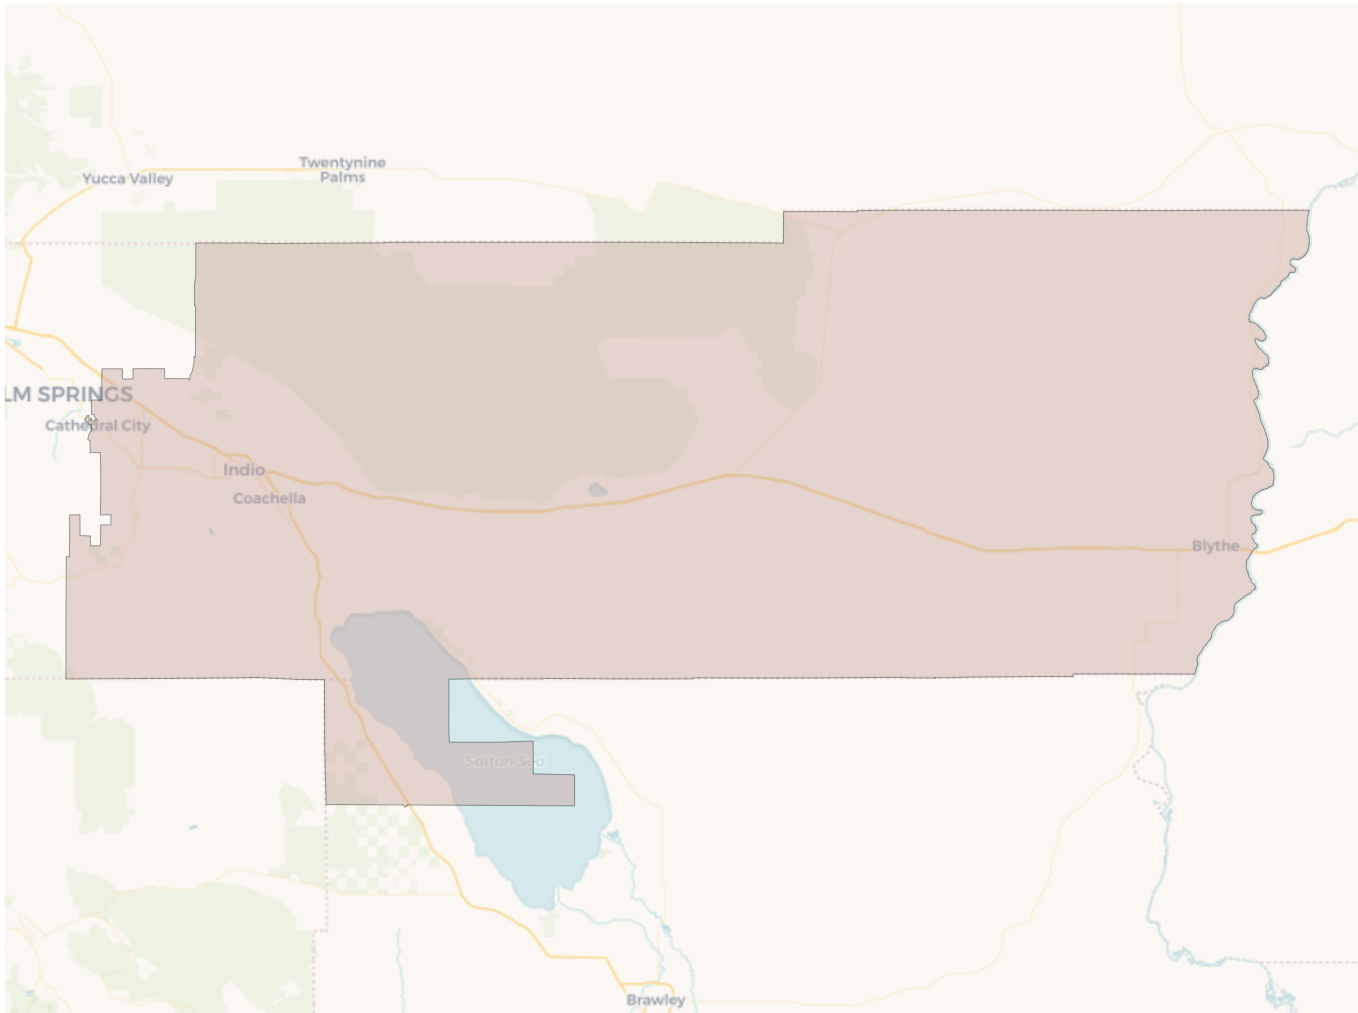 Twentynine
Palms
Yucca Valley
LM SPRINGS
Cathedral City
Indio
Coachella
Blythe
Salton Sea
Brawley